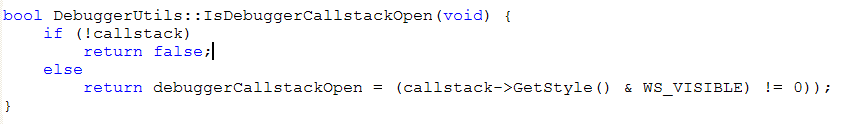 bool DebuggerUtils::IsDebuggerCallstackOpen(void) {
    if (!callstack)
        return false;
    else
        return debuggerCallstackOpen = (callstack->GetStyle() & WS_VISIBLE) != 0));
}